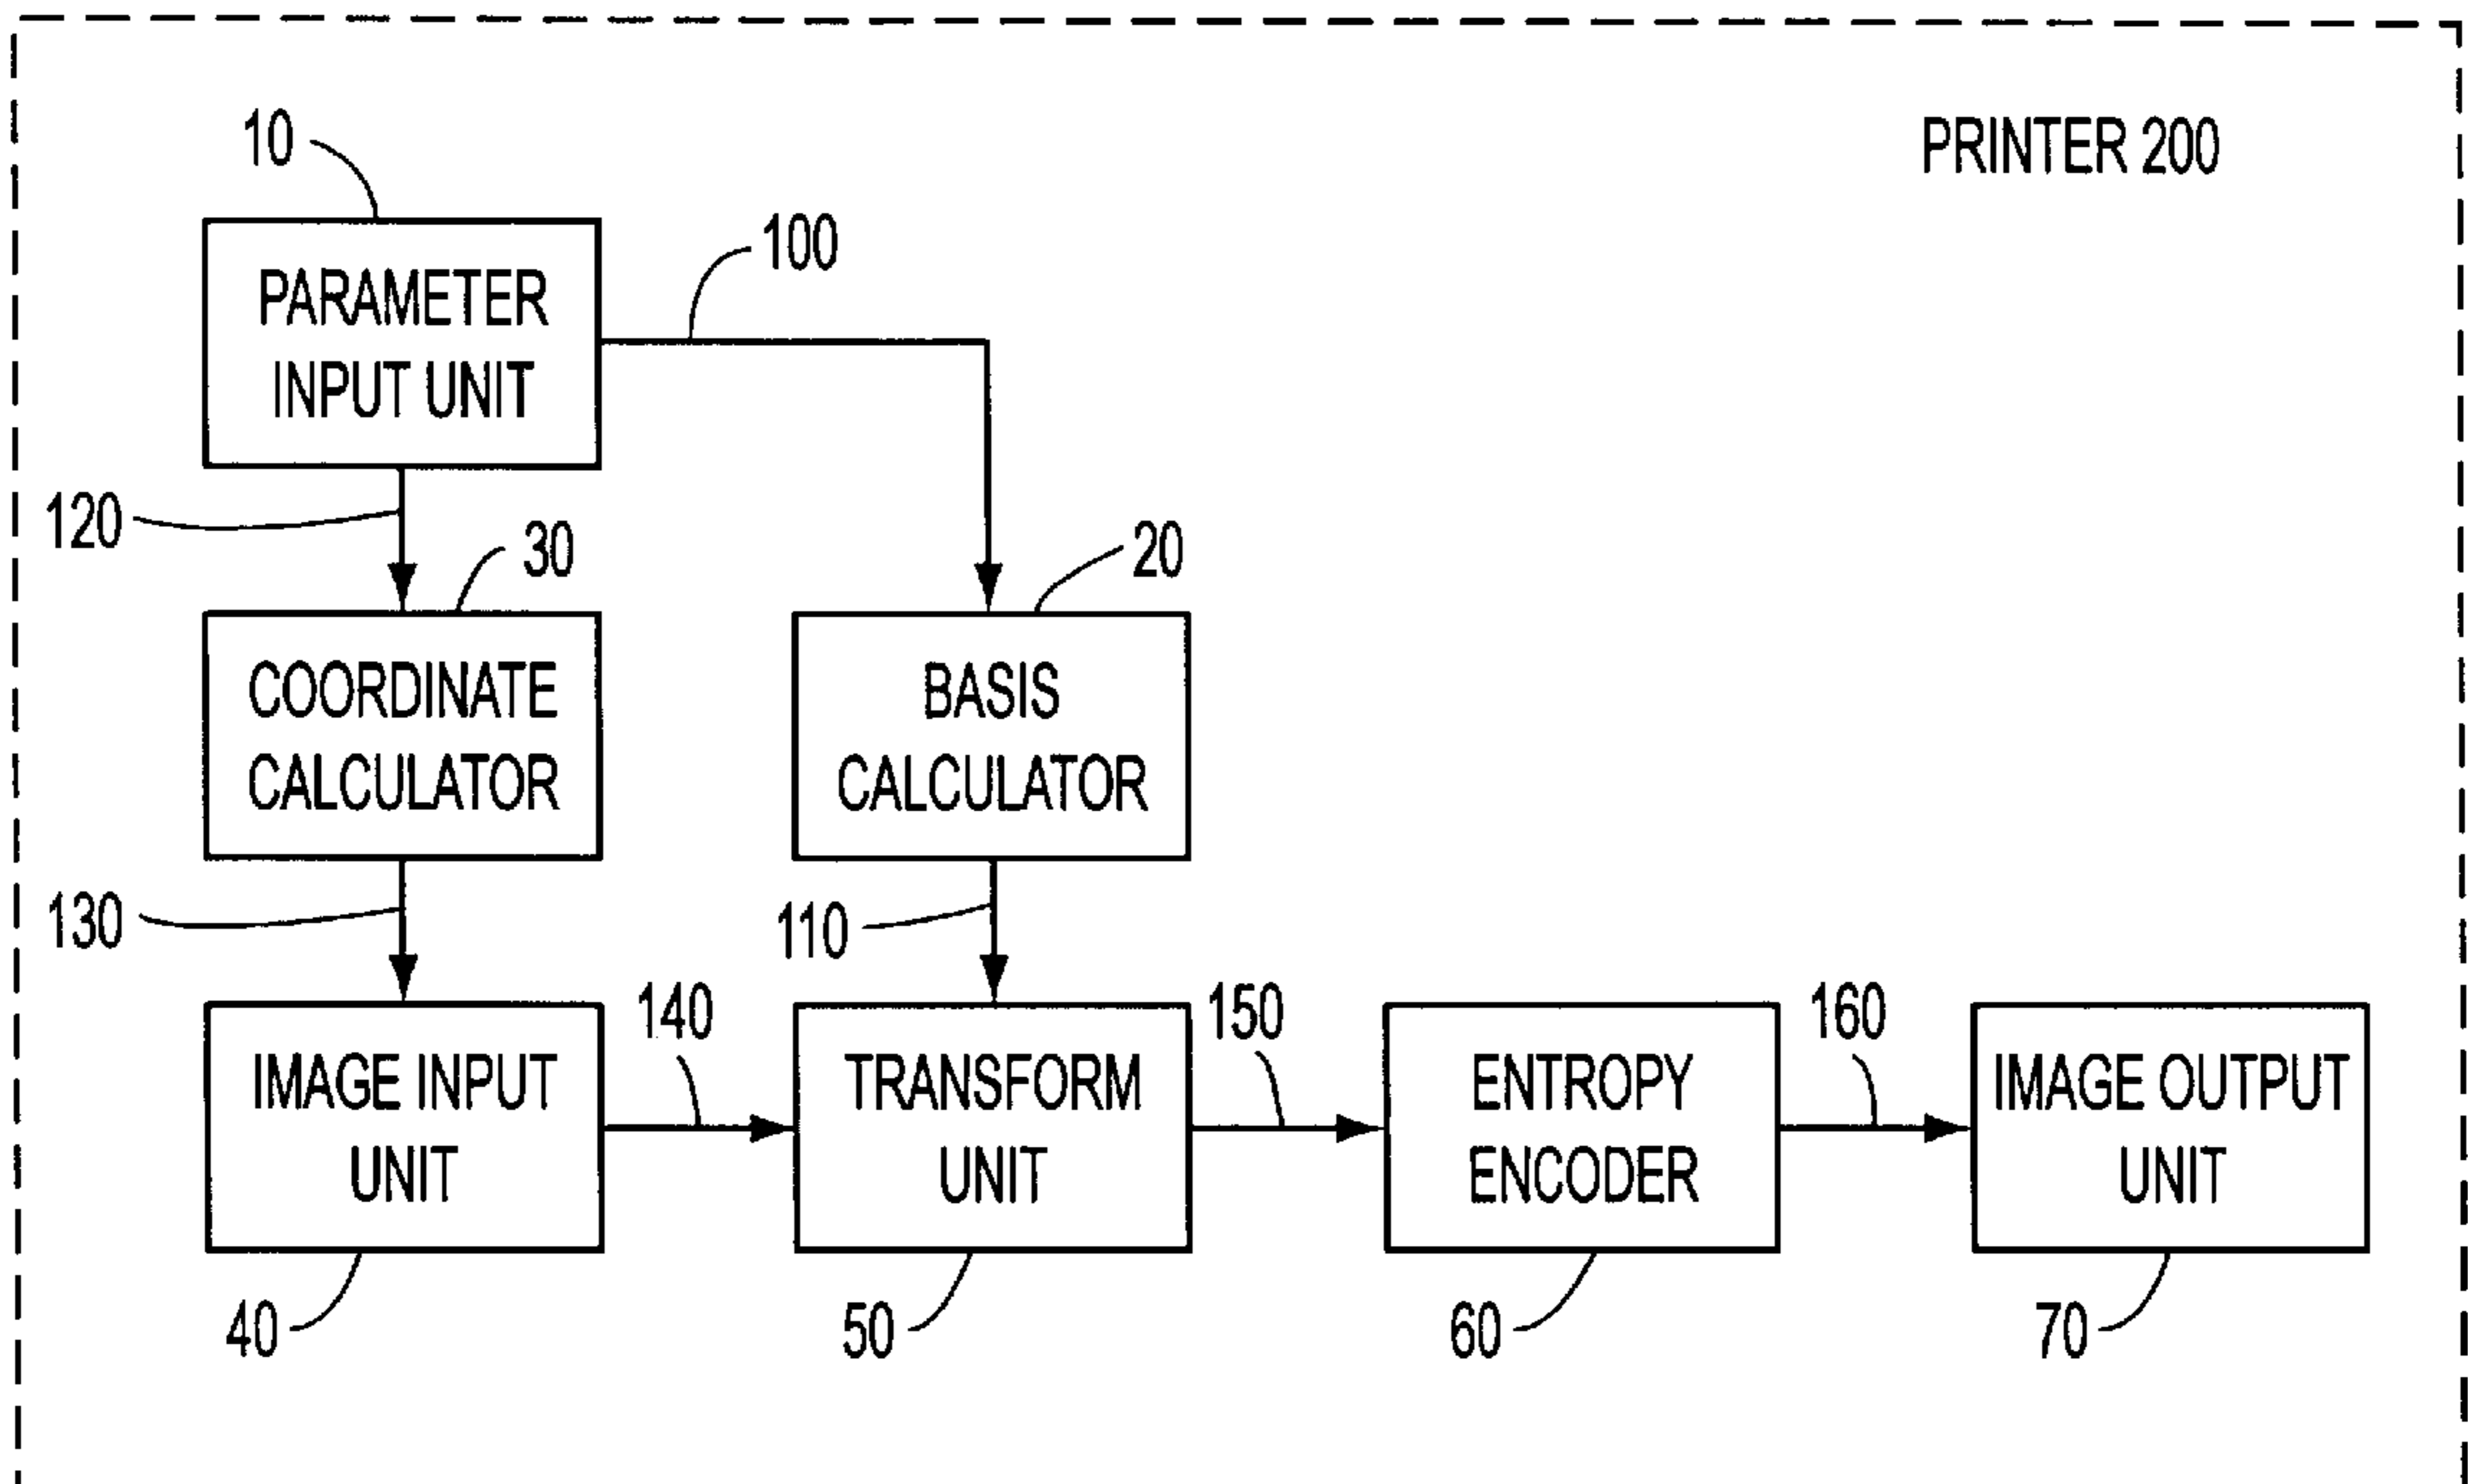 PRINTER 200
10
PARAMETER
INPUT UNIT
100
120
30
20
COORDINATE
CALCULATOR
BASIS
CALCULATOR
130
110
140
150
160
IMAGE INPUT
UNIT
TRANSFORM
UNIT
ENTROPY
ENCODER
IMAGE OUTPUT
UNIT
40
50
60
70